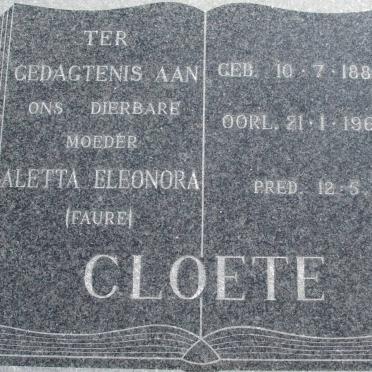 TER
GEDAGTENIS AAN
ONS DIERBARE
MOEDER
ALETTA ELEONORA
(FAURE)
GEB. 10·7·188
OORL. 21·1·196
PRED. 12:5.
CLOETE